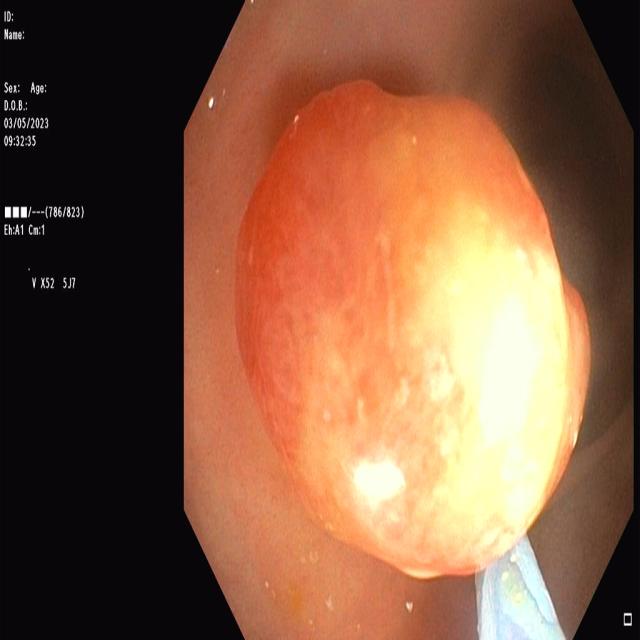 ID:
Name:
Sex: Age:
D.O.B.:
03/05/2023
09:32:35
■■■/---(786/823)
Eh:A1 Cm:1
V X52 5J7